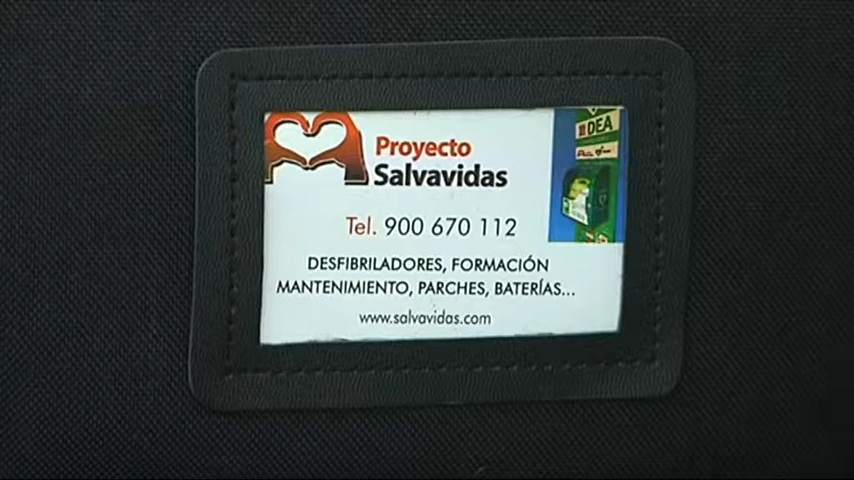 Proyecto
Salvavidas
Tel. 900 670 112
DESFIBRILADORES, FORMACIÓN
MANTENIMIENTO, PARCHES, BATERÍAS...
www.salvavidas.com
DEA